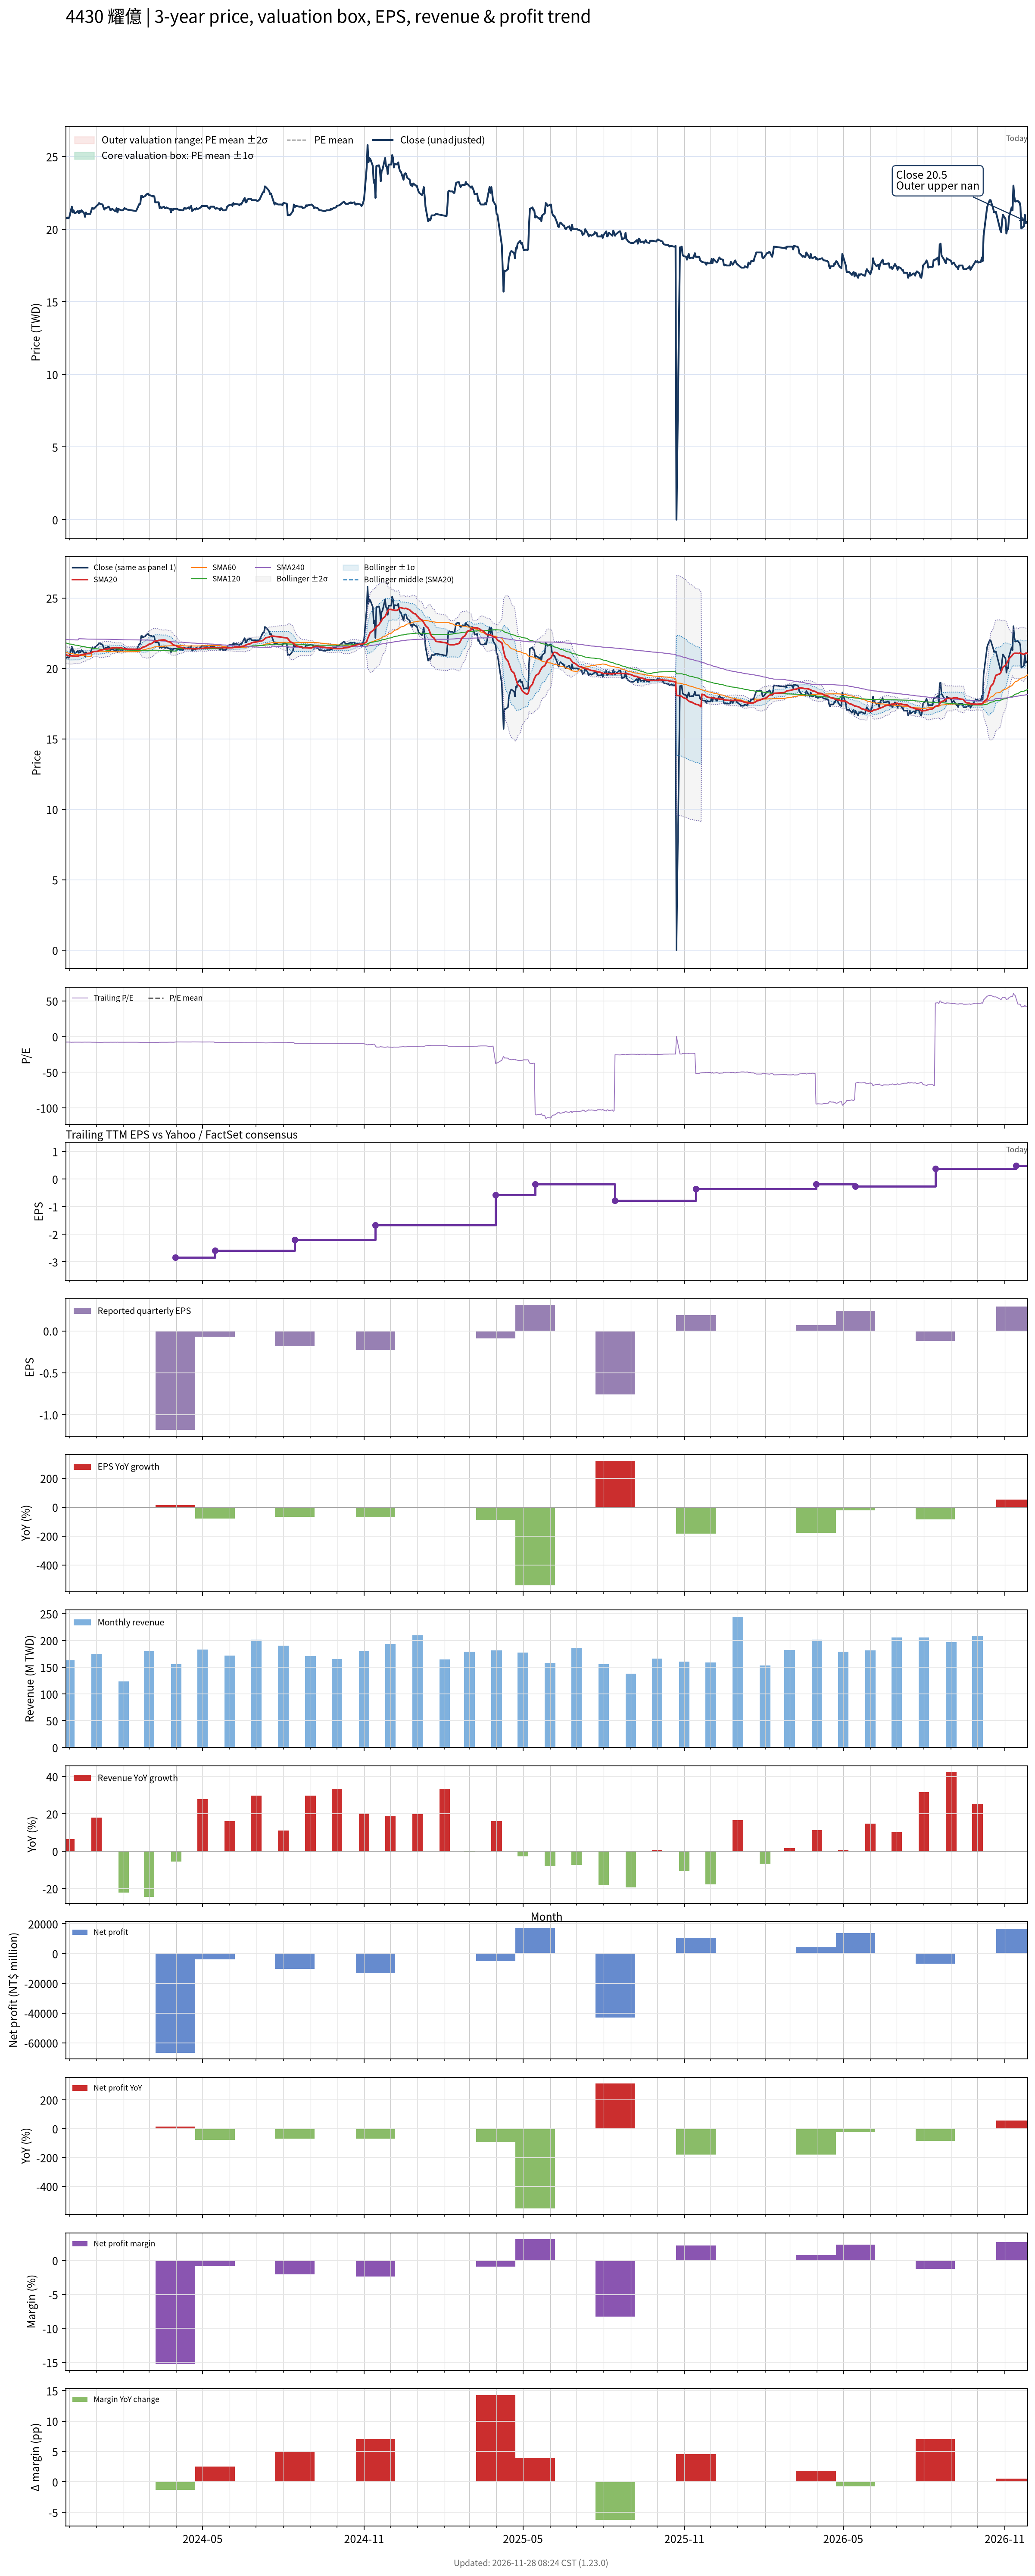 4430 耀億 | 3-year price, valuation box, EPS, revenue & profit trend
Outer valuation range: PE mean ±2σ
Core valuation box: PE mean ±1σ
PE mean
Close (unadjusted)
Today
Close 20.5
Outer upper nan
Price (TWD)
25
20
15
10
5
0
Close (same as panel 1)
SMA20
SMA60
SMA120
SMA240
Bollinger ±2σ
Bollinger ±1σ
Bollinger middle (SMA20)
Price
25
20
15
10
5
0
Trailing P/E
P/E mean
P/E
50
0
-50
-100
Trailing TTM EPS vs Yahoo / FactSet consensus
Today
EPS
1
0
-1
-2
-3
Reported quarterly EPS
EPS
0.0
-0.5
-1.0
EPS YoY growth
YoY (%)
200
0
-200
-400
Monthly revenue
Revenue (M TWD)
250
200
150
100
50
0
Revenue YoY growth
YoY (%)
40
20
0
-20
Month
Net profit
Net profit (NT$ million)
20000
0
-20000
-40000
-60000
Net profit YoY
YoY (%)
200
0
-200
-400
Net profit margin
Margin (%)
0
-5
-10
-15
Margin YoY change
Δ margin (pp)
15
10
5
0
-5
2024-05
2024-11
2025-05
2025-11
2026-05
2026-11
Updated: 2026-11-28 08:24 CST (1.23.0)